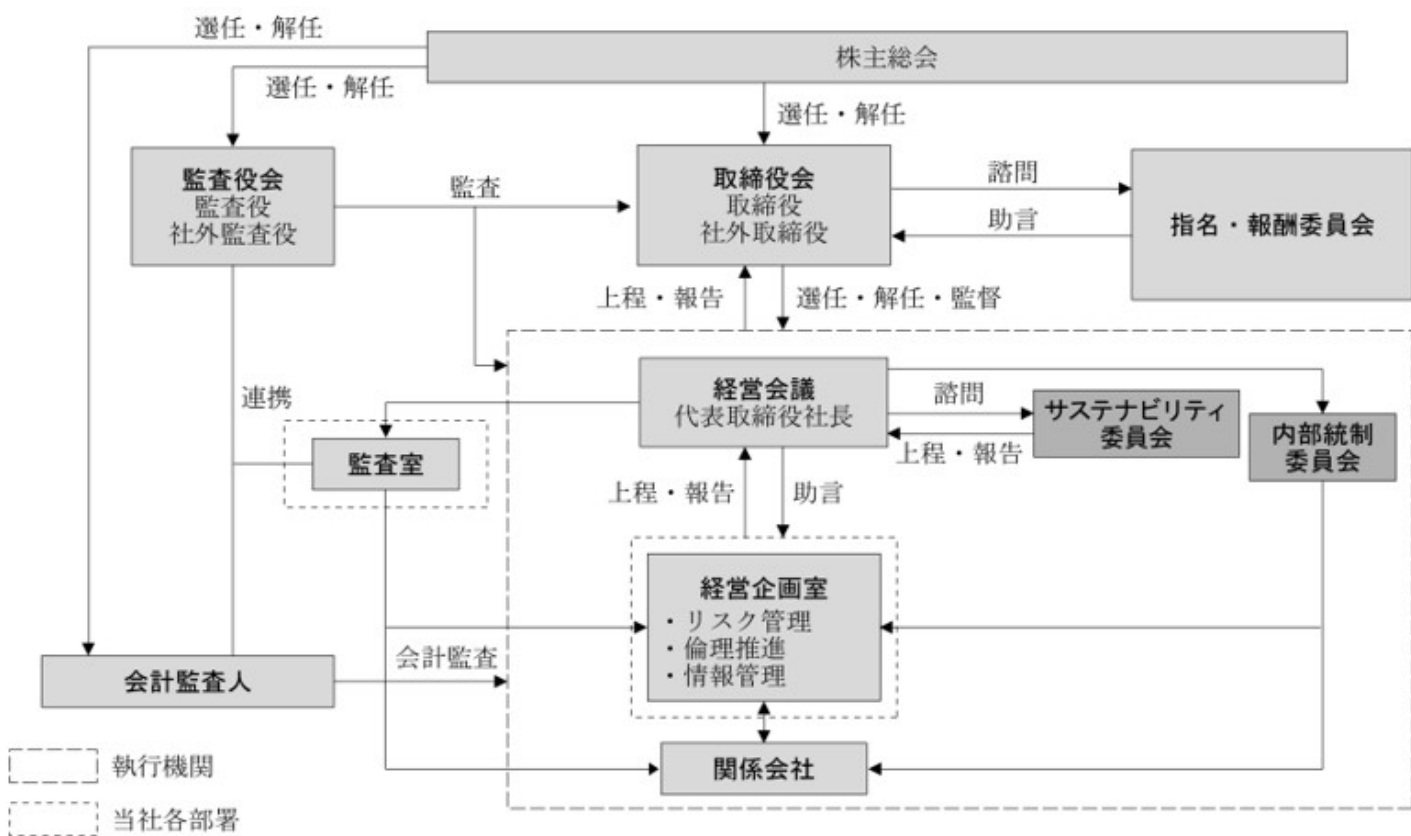 選任・解任
株主総会
選任・解任
選任・解任
監査役会
監査役
社外監査役
監査
取締役会
取締役
社外取締役
諮問
助言
指名・報酬委員会
上程・報告
選任・解任・監督
経営会議
代表取締役社長
諮問
上程・報告
サステナビリティ
委員会
内部統制
委員会
連携
監査室
上程・報告
助言
経営企画室
・リスク管理
・倫理推進
・情報管理
会計監査
会計監査人
関係会社
執行機関
当社各部署